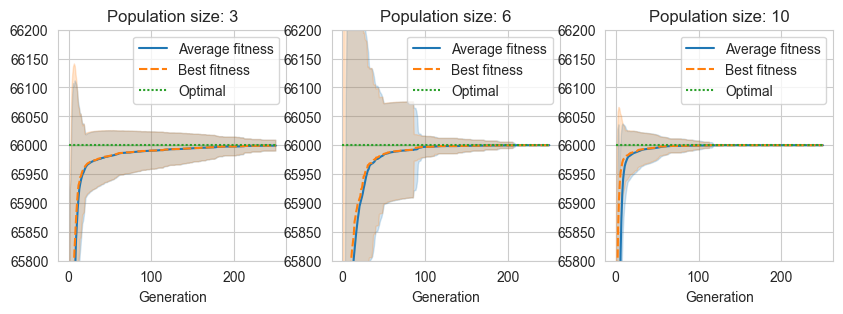 Population size: 3
66200
66150
66100
66050
66000
65950
65900
65850
65800
Average fitness
Best fitness
Optimal
0 100 200
Generation
Population size: 6
66200
66150
66100
66050
66000
65950
65900
65850
65800
Average fitness
Best fitness
Optimal
0 100 200
Generation
Population size: 10
66200
66150
66100
66050
66000
65950
65900
65850
65800
Average fitness
Best fitness
Optimal
0 100 200
Generation